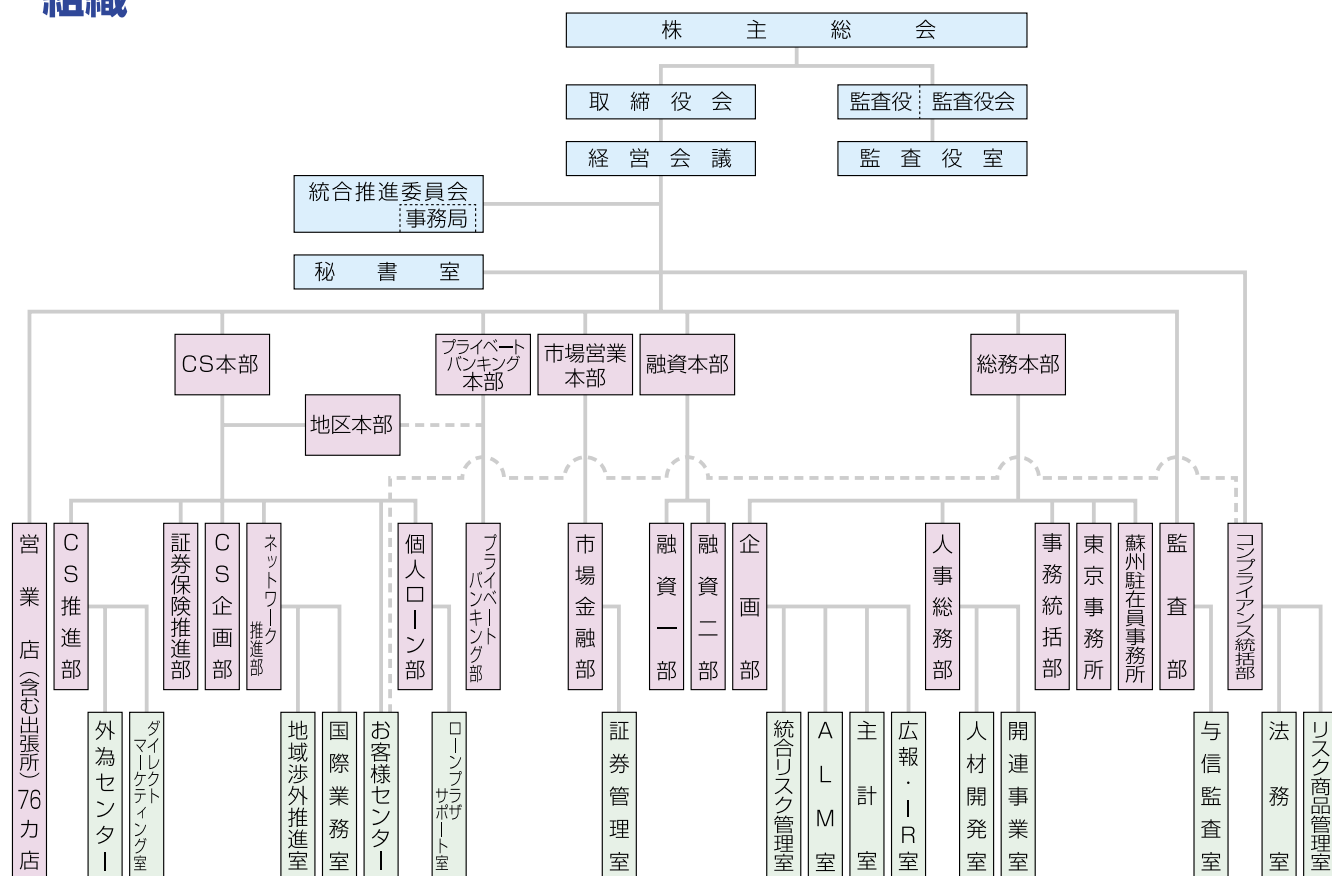 組織
株主総会
取締役会
監査役 監査役会
経営会議
監査役室
統合推進委員会
事務局
秘書室
CS本部
プライベート
バンキング
本部
市場営業
本部
融資本部
総務本部
地区本部
営業店(含む出張所)76カ店
CS推進部
証券保険推進部
CS企画部
ネットワーク
推進部
個人ローン部
プライベート
バンキング部
市場金融部
融資一部
融資二部
企画部
人事総務部
事務統括部
東京事務所
蘇州駐在員事務所
監査部
コンプライアンス統括部
外為センター
ダイレクト
マーケティング室
地域渉外推進室
国際業務室
お客様センター
ローンプラザ
サポート室
証券管理室
統合リスク管理室
ALM室
主計室
広報・IR室
人材開発室
開連事業室
与信監査室
法務室
リスク商品管理室